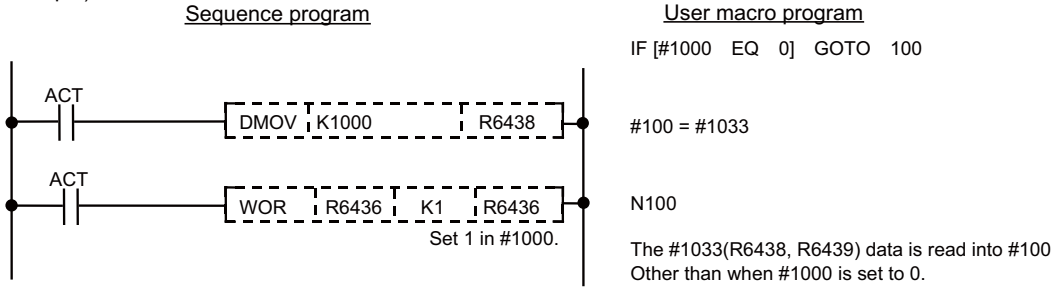 Sequence program
User macro program
IF [#1000 EQ 0] GOTO 100
ACT
DMOV K1000 R6438
#100 = #1033
ACT
WOR R6436 K1 R6436
N100
Set 1 in #1000.
The #1033(R6438, R6439) data is read into #100
Other than when #1000 is set to 0.